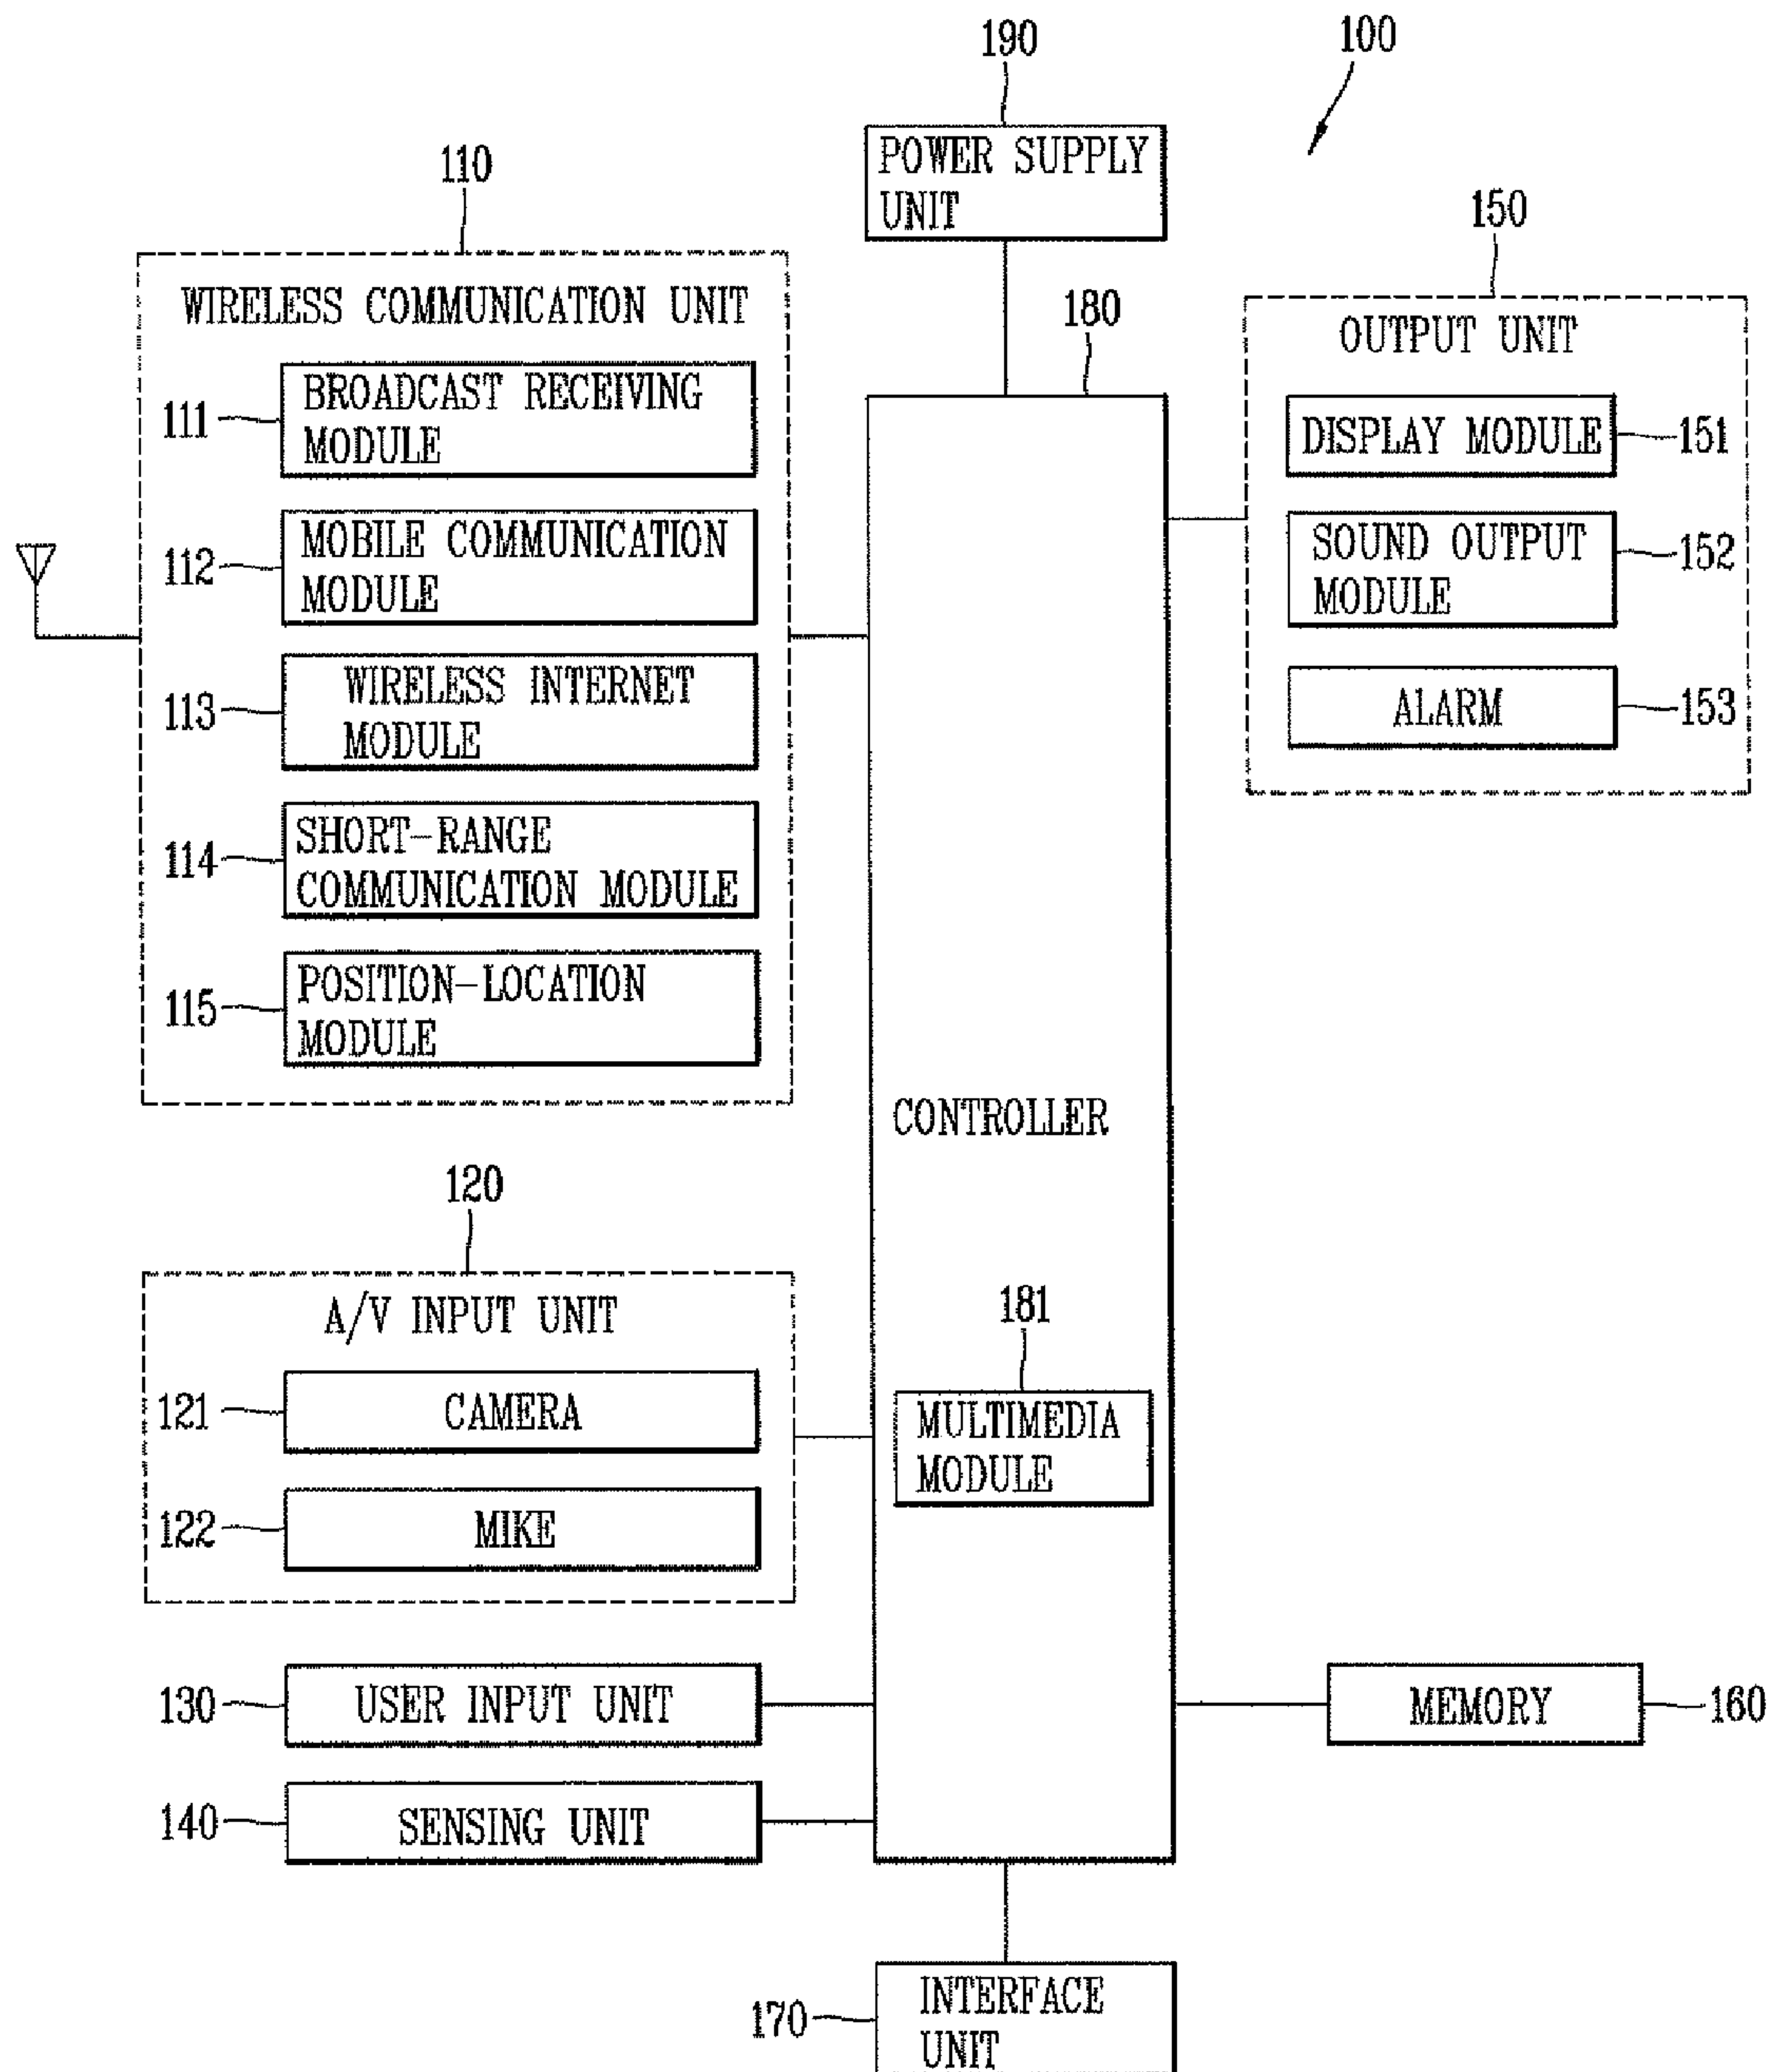 190
100
POWER SUPPLY
UNIT
110
WIRELESS COMMUNICATION UNIT
111
BROADCAST RECEIVING
MODULE
112
MOBILE COMMUNICATION
MODULE
113
WIRELESS INTERNET
MODULE
114
SHORT-RANGE
COMMUNICATION MODULE
115
POSITION-LOCATION
MODULE
180
CONTROLLER
181
MULTIMEDIA
MODULE
150
OUTPUT UNIT
DISPLAY MODULE
151
SOUND OUTPUT
MODULE
152
ALARM
153
120
A/V INPUT UNIT
121
CAMERA
122
MIKE
130
USER INPUT UNIT
140
SENSING UNIT
MEMORY
160
170
INTERFACE
UNIT